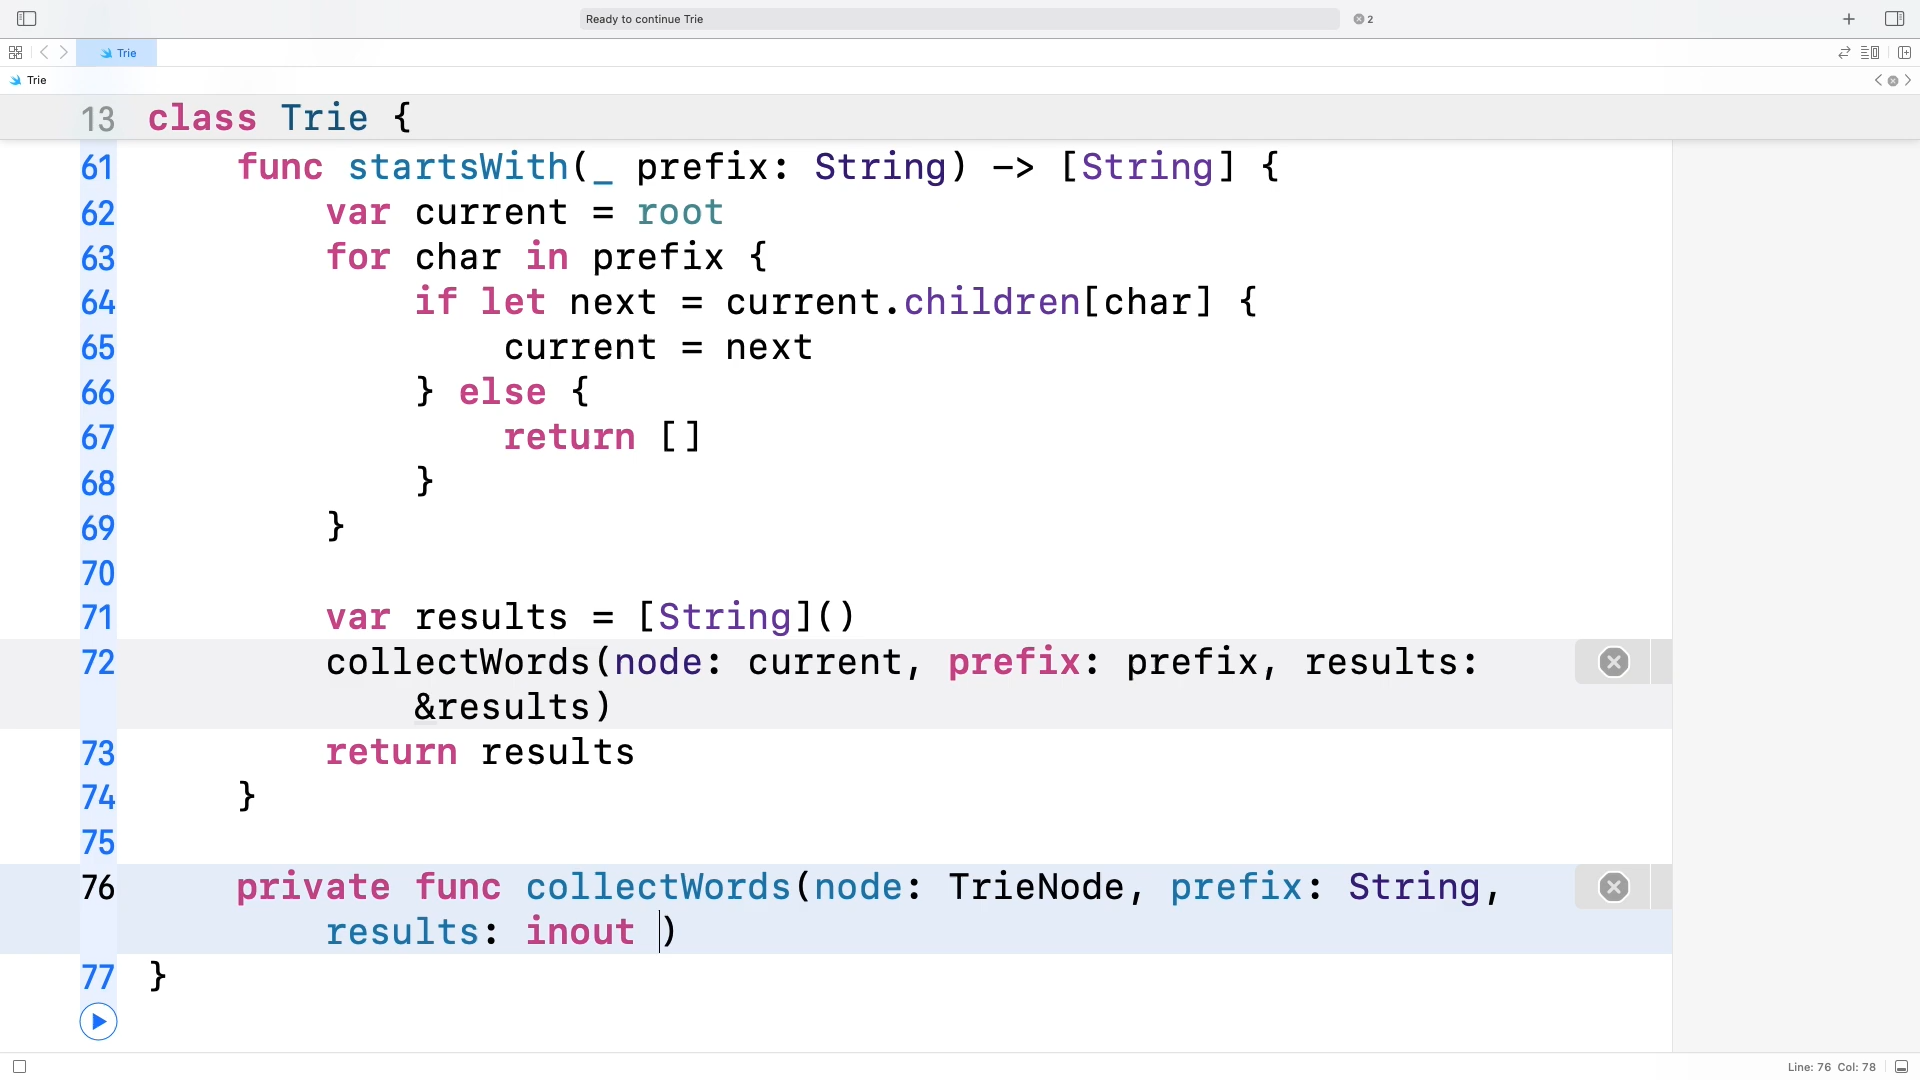 Ready to continue Trie
2
Trie
Trie
13 class Trie {
61 func startsWith(_ prefix: String) -> [String] {
62 var current = root
63 for char in prefix {
64 if let next = current.children[char] {
65 current = next
66 } else {
67 return []
68 }
69 }
70
71 var results = [String]()
72 collectWords(node: current, prefix: prefix, results:
&results)
73 return results
74 }
75
76 private func collectWords(node: TrieNode, prefix: String,
results: inout )
77 }
Line: 76 Col: 78